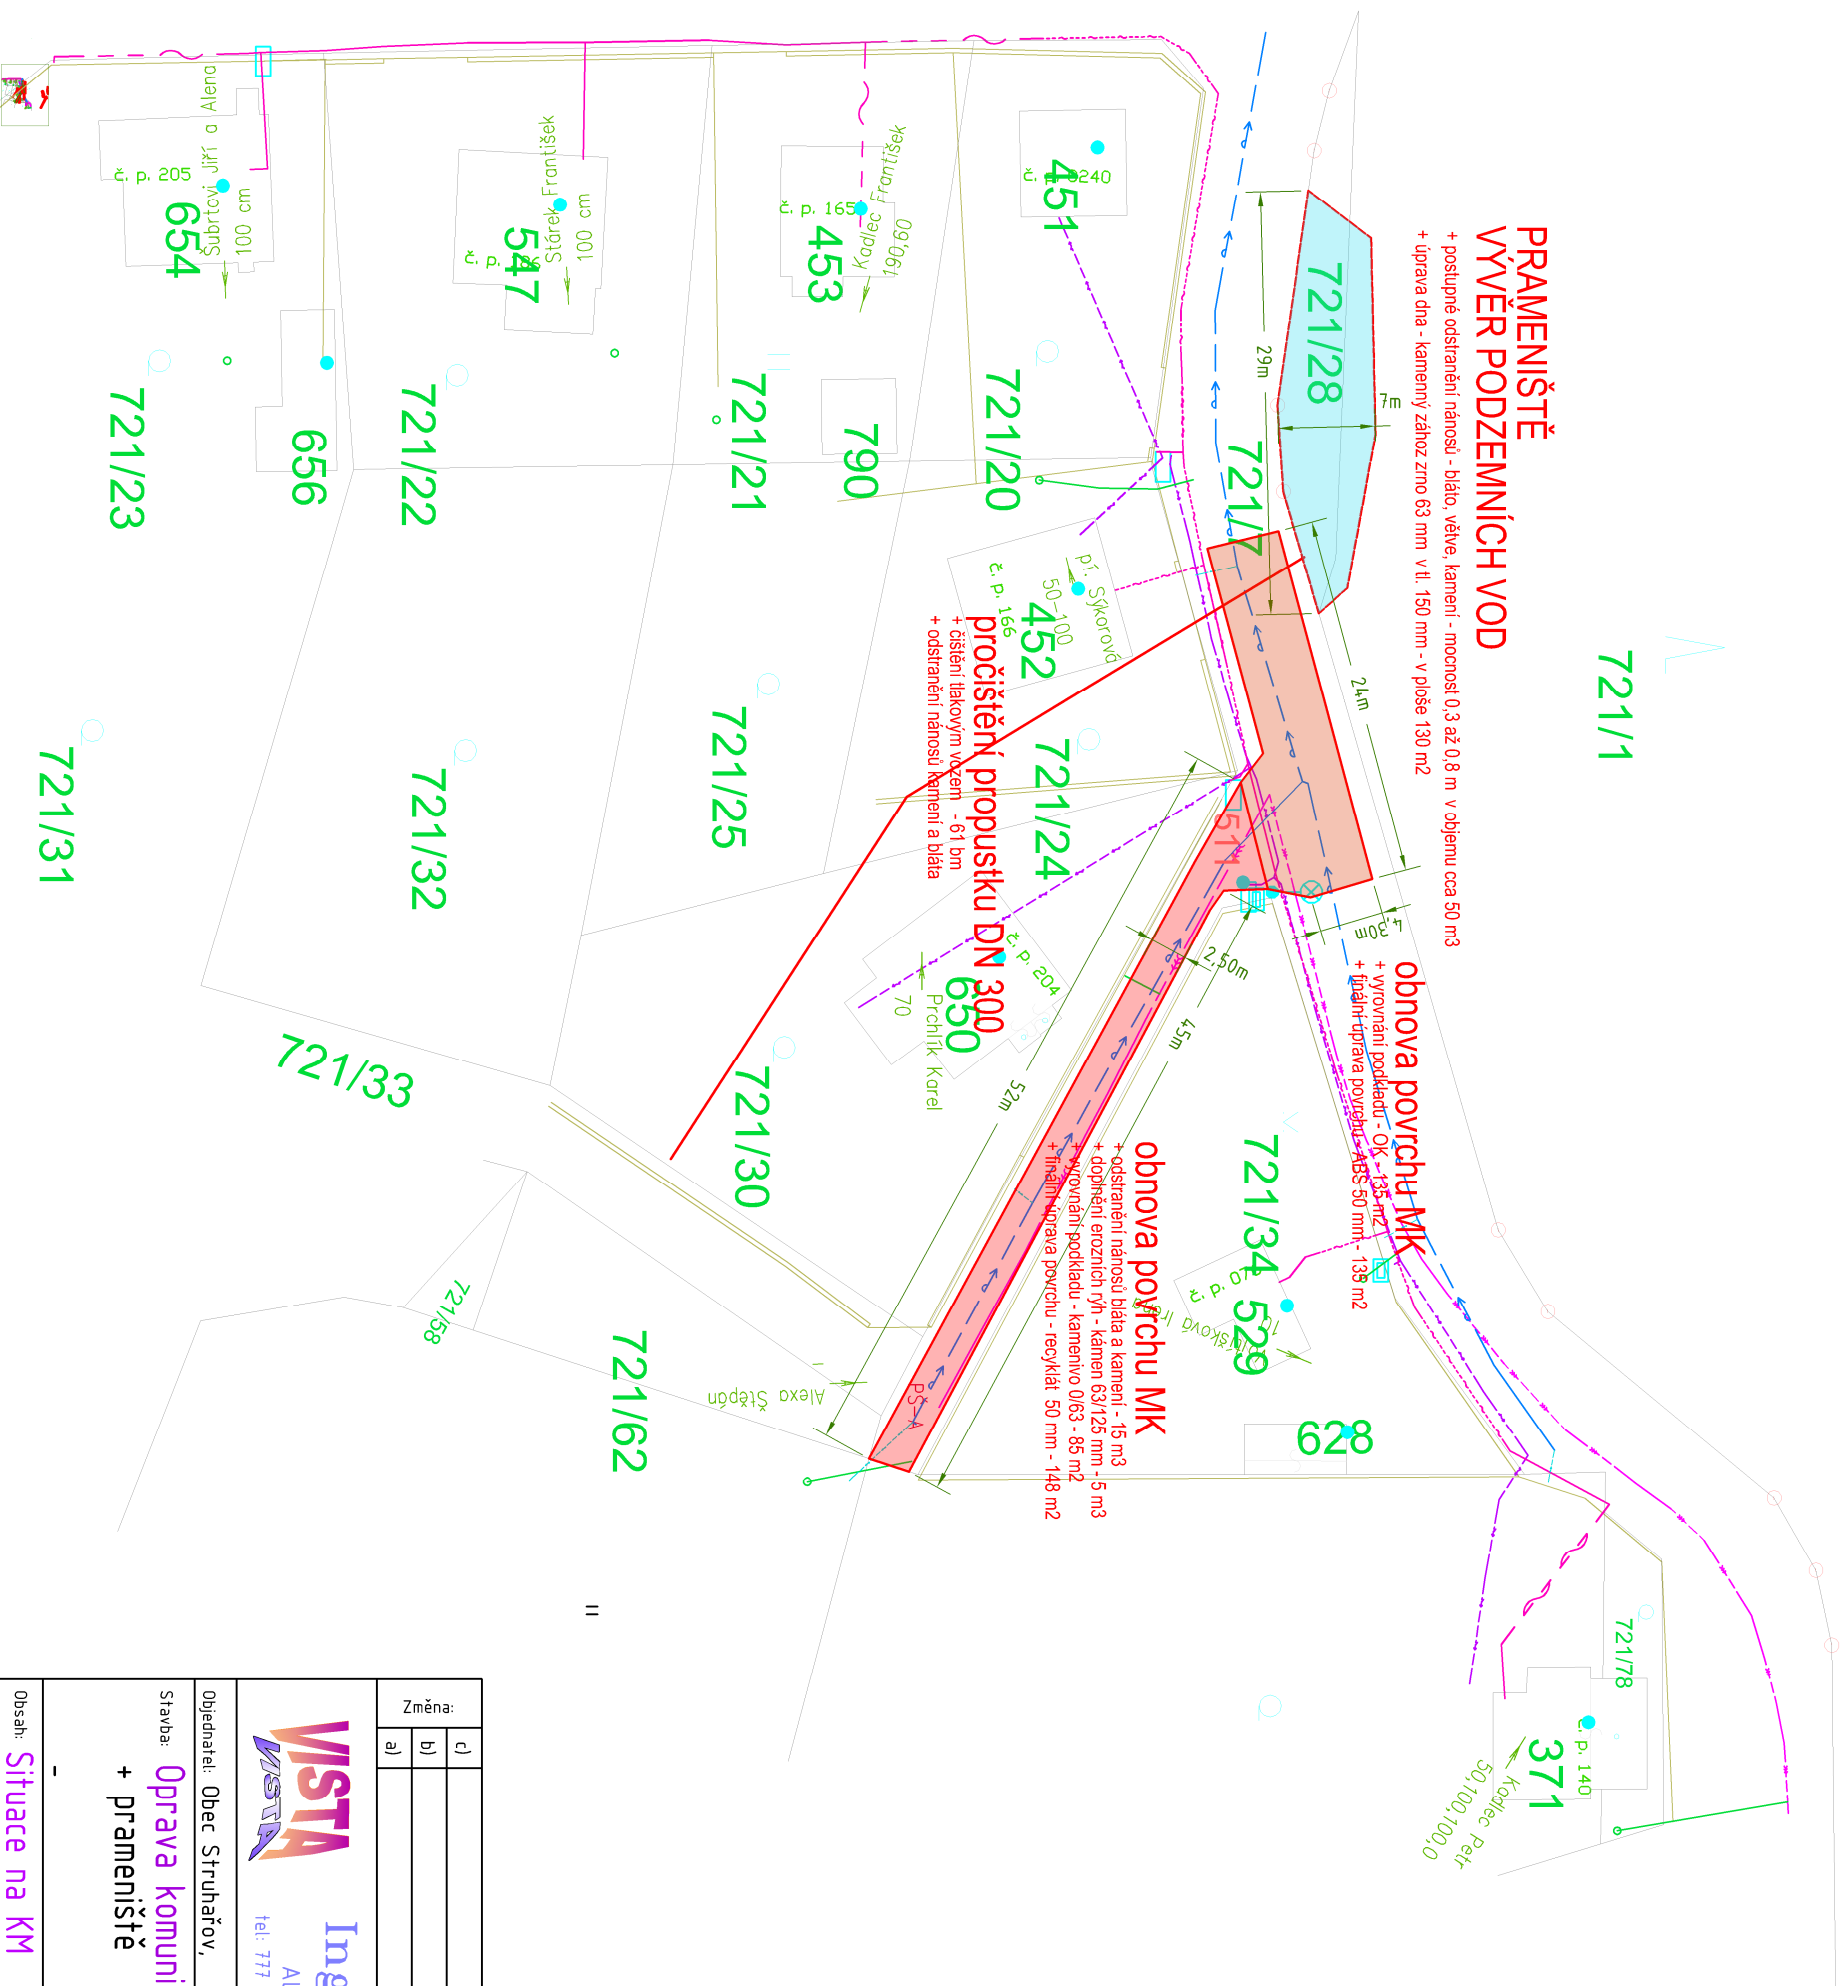 PRAMENIŠTĚ
VÝVĚR PODZEMNÍCH VOD
+ postupné odstranění nánosů - bláto, větve, kamení - mocnost 0,3 až 0,8 m v objemu cca 50 m3
+ úprava dna - kamenný zához zrno 63 mm v tl. 150 mm - v ploše 130 m2
obnova povrchu MK
+ vyrovnání podkladu - OK - 135 m2
+ finální úprava povrchu - ABS 50 mm - 135 m2
obnova povrchu MK
+ odstranění nánosů bláta a kamení - 15 m3
+ doplnění erozních rýh - kámen 63/125 mm - 5 m3
+ vyrovnání podkladu - kamenivo 0/63 - 85 m2
+ finální úprava povrchu - recyklát 50 mm - 148 m2
pročištění propustku DN 300
+ čištění tlakovým vozem - 61 bm
+ odstranění nánosů kamení a bláta
721/1
721/28
721/7
29m
7m
24m
4,30m
2,50m
45m
52m
451
č. p.
453
č. p. 165
Kadlec František
190,60
547
č. p.
Stárek František
100 cm
654
č. p. 205
Šubrtovi Jiří a Alena
100 cm
656
790
721/20
721/21
721/22
721/23
452
č. p. 166
pí. Sýkorová
50-100
721/24
721/25
721/32
721/31
511
650
č. p. 204
Prchlík Karel
70
721/30
721/33
721/34
529
č. p.
628
721/58
721/62
Alexa Štěpán
PŠ-A
721/78
371
č. p. 140
Kadlec Petr
50,100,100,0
=
Změna:
c)
b)
a)
VISTA
VISTA
Ing
tel: 777
Objednatel: Obec Struhařov,
Stavba: Oprava komuni
+ prameniště
-
Obsah: Situace na KM